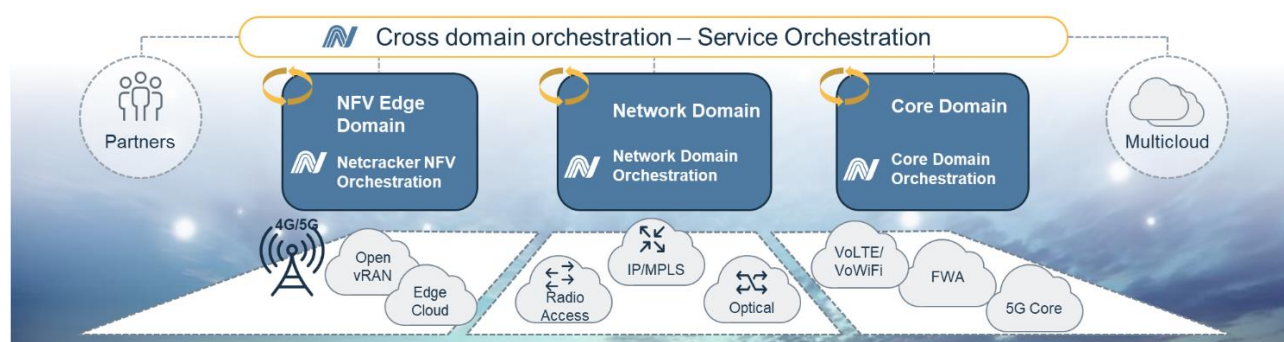 Cross domain orchestration – Service Orchestration
Partners
NFV Edge
Domain
Netcracker NFV
Orchestration
Network Domain
Network Domain
Orchestration
Core Domain
Core Domain
Orchestration
Multicloud
4G/5G
Open
vRAN
Edge
Cloud
Radio
Access
IP/MPLS
Optical
VoLTE/
VoWiFi
FWA
5G Core